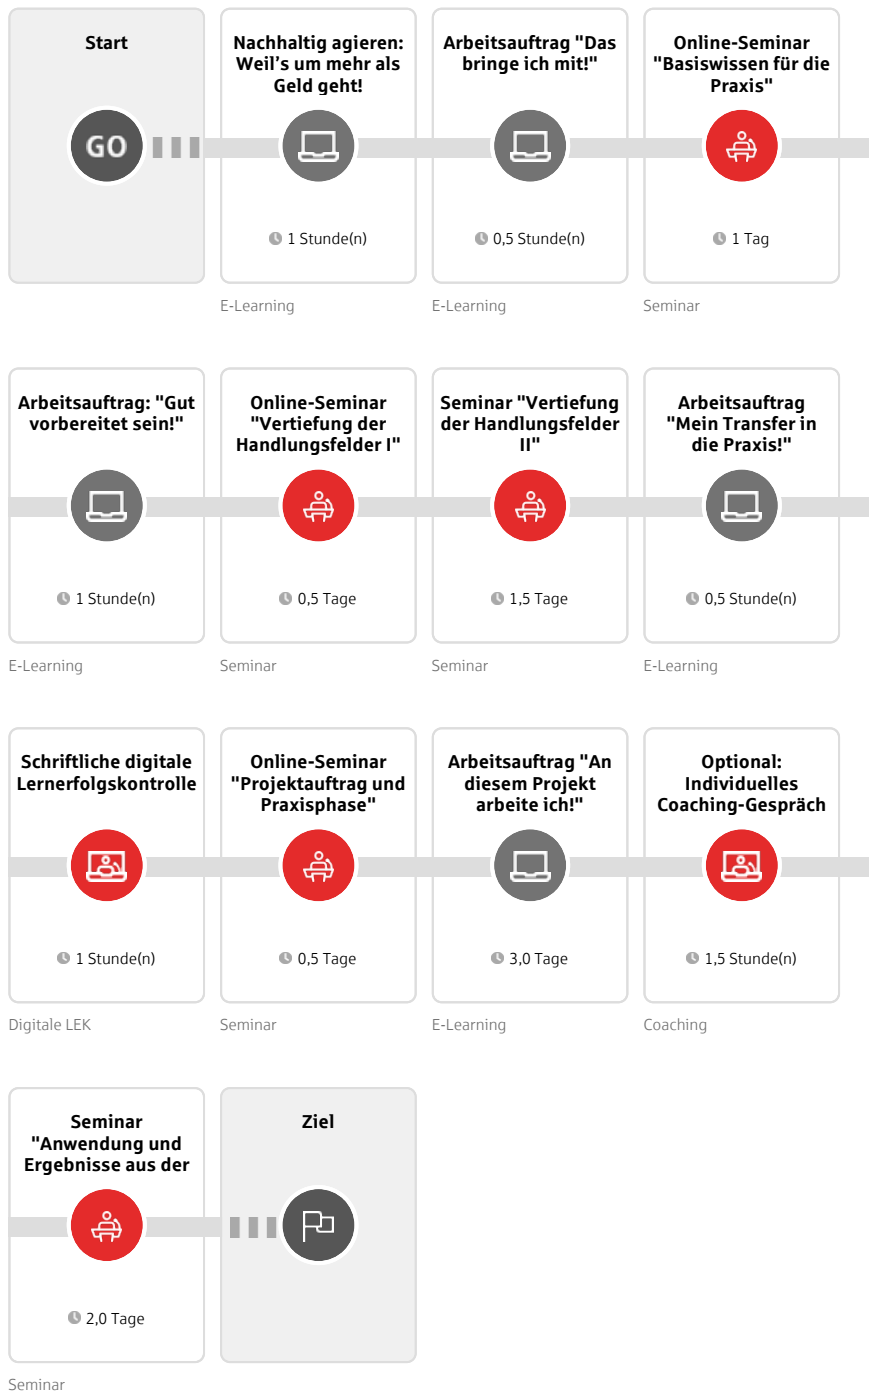 Start
GO
Nachhaltig agieren:
Weil's um mehr als
Geld geht!
1 Stunde(n)
E-Learning
Arbeitsauftrag "Das
bringe ich mit!"
0,5 Stunde(n)
E-Learning
Online-Seminar
"Basiswissen für die
Praxis"
1 Tag
Seminar
Arbeitsauftrag: "Gut
vorbereitet sein!"
1 Stunde(n)
E-Learning
Online-Seminar
"Vertiefung der
Handlungsfelder I"
0,5 Tage
Seminar
Seminar "Vertiefung
der Handlungsfelder
II"
1,5 Tage
Seminar
Arbeitsauftrag
"Mein Transfer in
die Praxis!"
0,5 Stunde(n)
E-Learning
Schriftliche digitale
Lernerfolgskontrolle
1 Stunde(n)
Digitale LEK
Online-Seminar
"Projektauftrag und
Praxisphase"
0,5 Tage
Seminar
Arbeitsauftrag "An
diesem Projekt
arbeite ich!"
3,0 Tage
E-Learning
Optional:
Individuelles
Coaching-Gespräch
1,5 Stunde(n)
Coaching
Seminar
"Anwendung und
Ergebnisse aus der
2,0 Tage
Seminar
Ziel